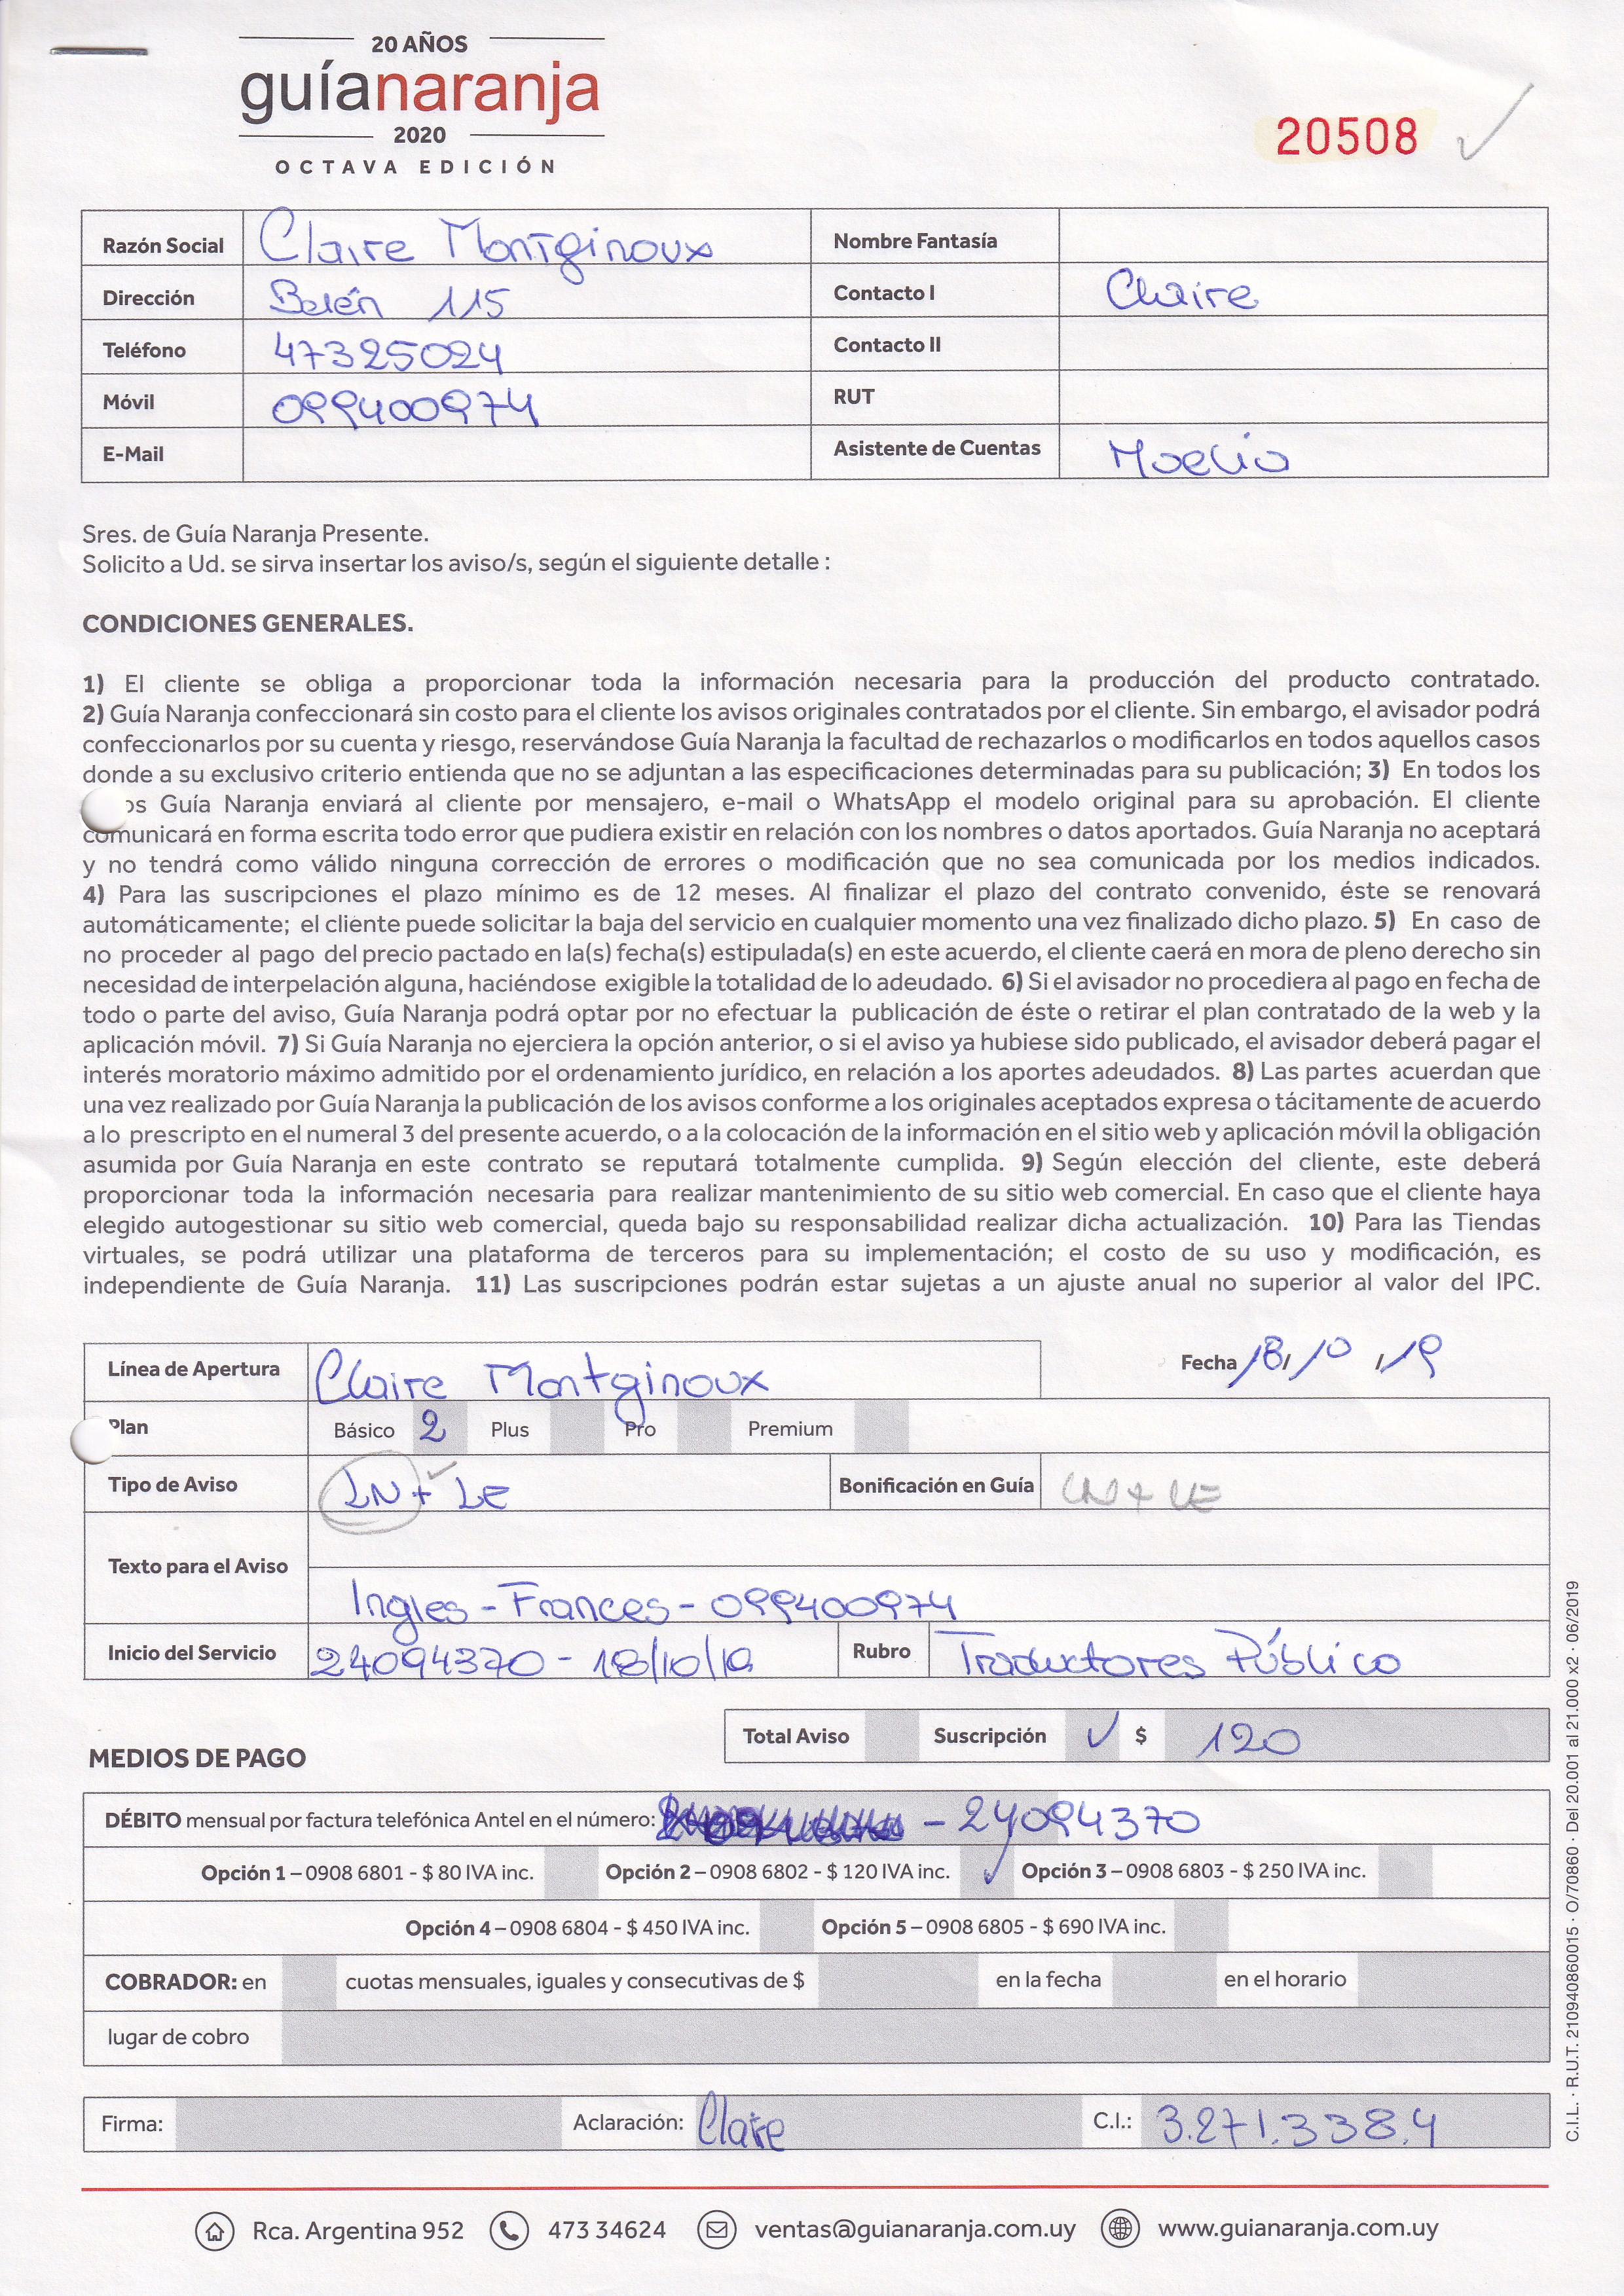 20 AÑOS
guíanaranja
2020
OCTAVA EDICIÓN
20508
Razón Social Claire Montginoux Nombre Fantasía
Dirección Belén 115 Contacto I Claire
Teléfono 47325024 Contacto II
Móvil 099400974 RUT
E-Mail Asistente de Cuentas
Sres. de Guía Naranja Presente.
Solicito a Ud. se sirva insertar los aviso/s, según el siguiente detalle :
CONDICIONES GENERALES.
1) El cliente se obliga a proporcionar toda la información necesaria para la producción del producto contratado.
2) Guía Naranja confeccionará sin costo para el cliente los avisos originales contratados por el cliente. Sin embargo, el avisador podrá
confeccionarlos por su cuenta y riesgo, reservándose Guía Naranja la facultad de rechazarlos o modificarlos en todos aquellos casos
donde a su exclusivo criterio entienda que no se adjuntan a las especificaciones determinadas para su publicación; 3) En todos los
os Guía Naranja enviará al cliente por mensajero, e-mail o WhatsApp el modelo original para su aprobación. El cliente
comunicará en forma escrita todo error que pudiera existir en relación con los nombres o datos aportados. Guía Naranja no aceptará
y no tendrá como válido ninguna corrección de errores o modificación que no sea comunicada por los medios indicados.
4) Para las suscripciones el plazo mínimo es de 12 meses. Al finalizar el plazo del contrato convenido, éste se renovará
automáticamente; el cliente puede solicitar la baja del servicio en cualquier momento una vez finalizado dicho plazo. 5) En caso de
no proceder al pago del precio pactado en la(s) fecha(s) estipulada(s) en este acuerdo, el cliente caerá en mora de pleno derecho sin
necesidad de interpelación alguna, haciéndose exigible la totalidad de lo adeudado. 6) Si el avisador no procediera al pago en fecha de
todo o parte del aviso, Guía Naranja podrá optar por no efectuar la publicación de éste o retirar el plan contratado de la web y la
aplicación móvil. 7) Si Guía Naranja no ejerciera la opción anterior, o si el aviso ya hubiese sido publicado, el avisador deberá pagar el
interés moratorio máximo admitido por el ordenamiento jurídico, en relación a los aportes adeudados. 8) Las partes acuerdan que
una vez realizado por Guía Naranja la publicación de los avisos conforme a los originales aceptados expresa o tácitamente de acuerdo
a lo prescripto en el numeral 3 del presente acuerdo, o a la colocación de la información en el sitio web y aplicación móvil la obligación
asumida por Guía Naranja en este contrato se reputará totalmente cumplida. 9) Según elección del cliente, este deberá
proporcionar toda la información necesaria para realizar mantenimiento de su sitio web comercial. En caso que el cliente haya
elegido autogestionar su sitio web comercial, queda bajo su responsabilidad realizar dicha actualización. 10) Para las Tiendas
virtuales, se podrá utilizar una plataforma de terceros para su implementación; el costo de su uso y modificación, es
independiente de Guía Naranja. 11) Las suscripciones podrán estar sujetas a un ajuste anual no superior al valor del IPC.
Línea de Apertura Claire Montginoux Fecha 18/ 10 / 19
Plan Básico 2 Plus Pro Premium
Tipo de Aviso LN + LE Bonificación en Guía LN + LE
Texto para el Aviso
Ingles - Frances - 099400974
Inicio del Servicio 24094370 - 18/10/19 Rubro Traductores Público
Total Aviso Suscripción ✓ $ 120
MEDIOS DE PAGO
DÉBITO mensual por factura telefónica Antel en el número: - 24094370
Opción 1 – 0908 6801 - $ 80 IVA inc. Opción 2 – 0908 6802 - $ 120 IVA inc. ✓ Opción 3 – 0908 6803 - $ 250 IVA inc.
Opción 4 – 0908 6804 - $ 450 IVA inc. Opción 5 – 0908 6805 - $ 690 IVA inc.
COBRADOR: en cuotas mensuales, iguales y consecutivas de $ en la fecha en el horario
lugar de cobro
Firma: Aclaración: Claire C.I.: 3.271.338.4
C.I.L. · R.U.T. 210940860015 · O/70860 · Del 20.001 al 21.000 x2 · 06/2019
Rca. Argentina 952 473 34624 ventas@guianaranja.com.uy www.guianaranja.com.uy